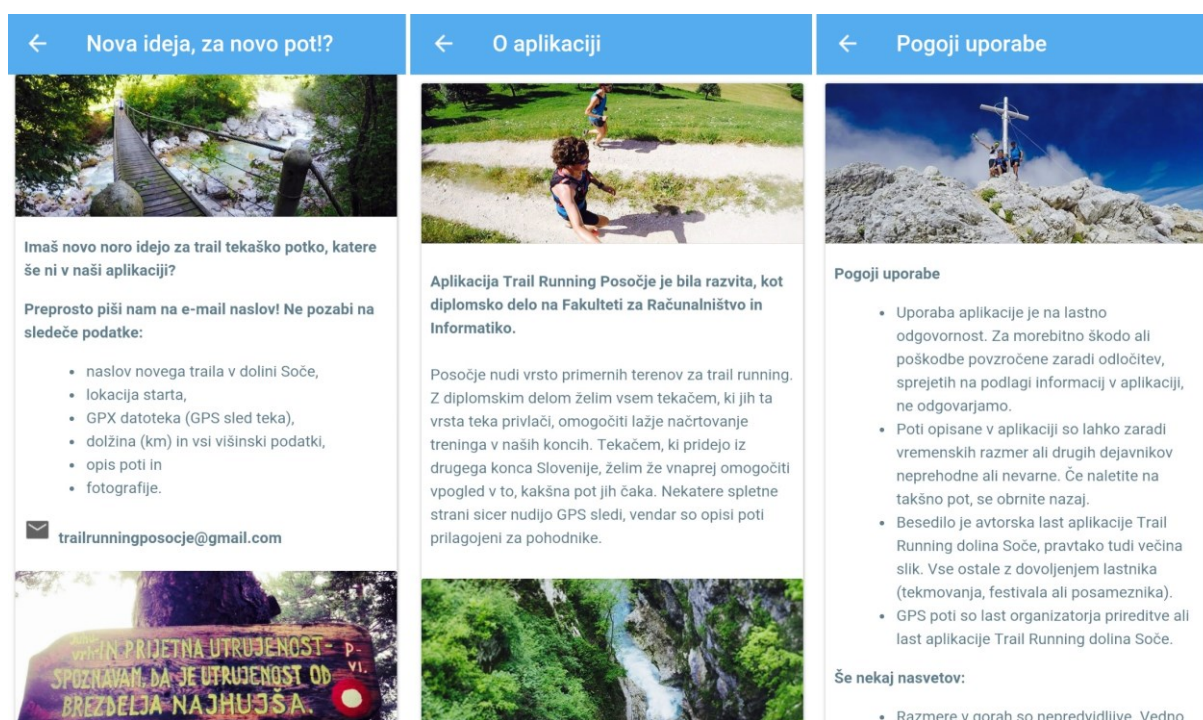 Nova ideja, za novo pot!?
Imaš novo noro idejo za trail tekaško potko, katere
še ni v naši aplikaciji?
Preprosto piši nam na e-mail naslov! Ne pozabi na
sledeče podatke:
• naslov novega traila v dolini Soče,
• lokacija starta,
• GPX datoteka (GPS sled teka),
• dolžina (km) in vsi višinski podatki,
• opis poti in
• fotografije.
trailrunningposocje@gmail.com
IN PRIJETNA UTRUJENOST-
SPOZNAVAM, DA JE UTRUJENOST OD
BREZDELJA NAJHUJŠA.
O aplikaciji
Aplikacija Trail Running Posočje je bila razvita, kot
diplomsko delo na Fakulteti za Računalništvo in
Informatiko.
Posočje nudi vrsto primernih terenov za trail running.
Z diplomskim delom želim vsem tekačem, ki jih ta
vrsta teka privlači, omogočiti lažje načrtovanje
treninga v naših koncih. Tekačem, ki pridejo iz
drugega konca Slovenije, želim že vnaprej omogočiti
vpogled v to, kakšna pot jih čaka. Nekatere spletne
strani sicer nudijo GPS sledi, vendar so opisi poti
prilagojeni za pohodnike.
Pogoji uporabe
Pogoji uporabe
• Uporaba aplikacije je na lastno
odgovornost. Za morebitno škodo ali
poškodbe povzročene zaradi odločitev,
sprejetih na podlagi informacij v aplikaciji,
ne odgovarjamo.
• Poti opisane v aplikaciji so lahko zaradi
vremenskih razmer ali drugih dejavnikov
neprehodne ali nevarne. Če naletite na
takšno pot, se obrnite nazaj.
• Besedilo je avtorska last aplikacije Trail
Running dolina Soče, pravtako tudi večina
slik. Vse ostale z dovoljenjem lastnika
(tekmovanja, festivala ali posameznika).
• GPS poti so last organizatorja prireditve ali
last aplikacije Trail Running dolina Soče.
Še nekaj nasvetov:
• Razmere v gorah so nepredvidljive. Vedno